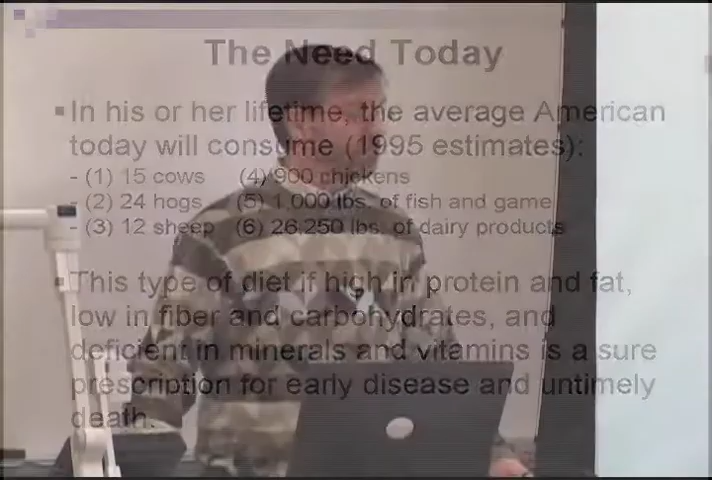 The Need Today
In his or her lifetime, the average American
today will consume (1995 estimates):
- (1) 15 cows (4) 900 chickens
- (2) 24 hogs (5) 1,000 lbs. of fish and game
- (3) 12 sheep (6) 26,250 lbs. of dairy products
This type of diet if high in protein and fat,
low in fiber and carbohydrates, and
deficient in minerals and vitamins is a sure
prescription for early disease and untimely
death.